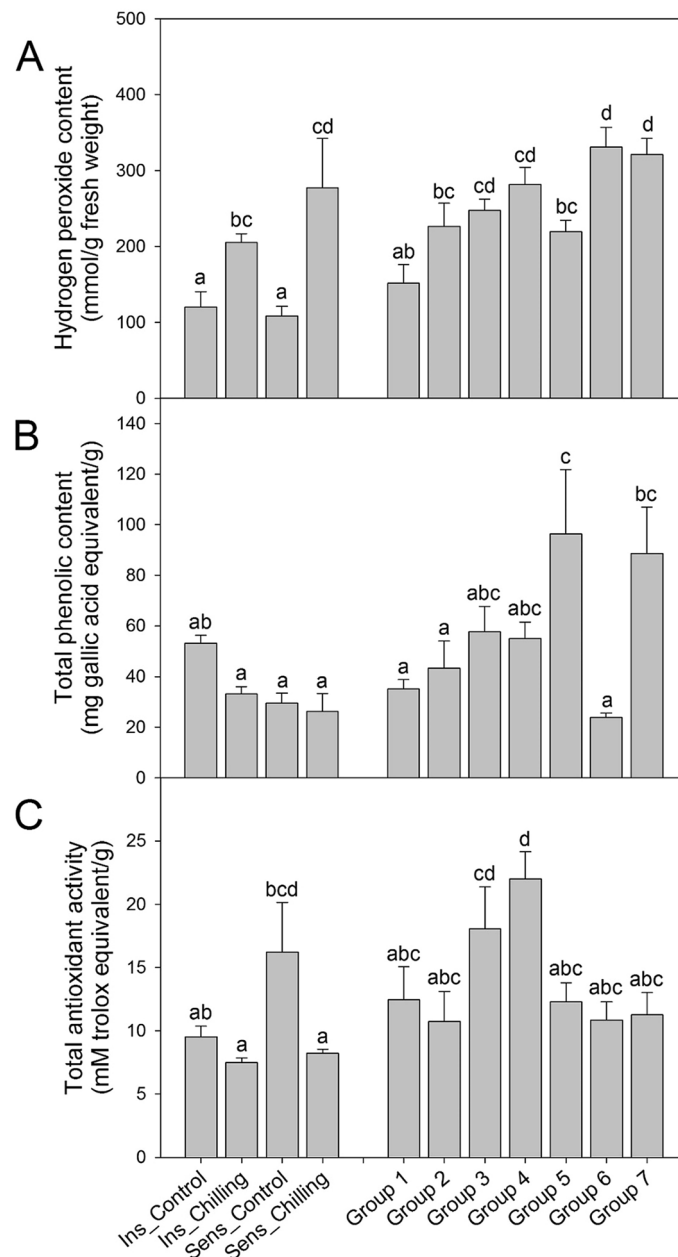 A
Hydrogen peroxide content
(mmol/g fresh weight)
500
400
300
200
100
0
a
bc
a
cd
ab
bc
cd
cd
bc
d
d
B
Total phenolic content
(mg gallic acid equivalent/g)
140
120
100
80
60
40
20
0
ab
a
a
a
a
a
abc
abc
c
a
bc
C
Total antioxidant activity
(mM trolox equivalent/g)
25
20
15
10
5
0
ab
a
bcd
a
abc
abc
cd
d
abc
abc
abc
Ins_Control
Ins_Chilling
Sens_Control
Sens_Chilling
Group 1
Group 2
Group 3
Group 4
Group 5
Group 6
Group 7